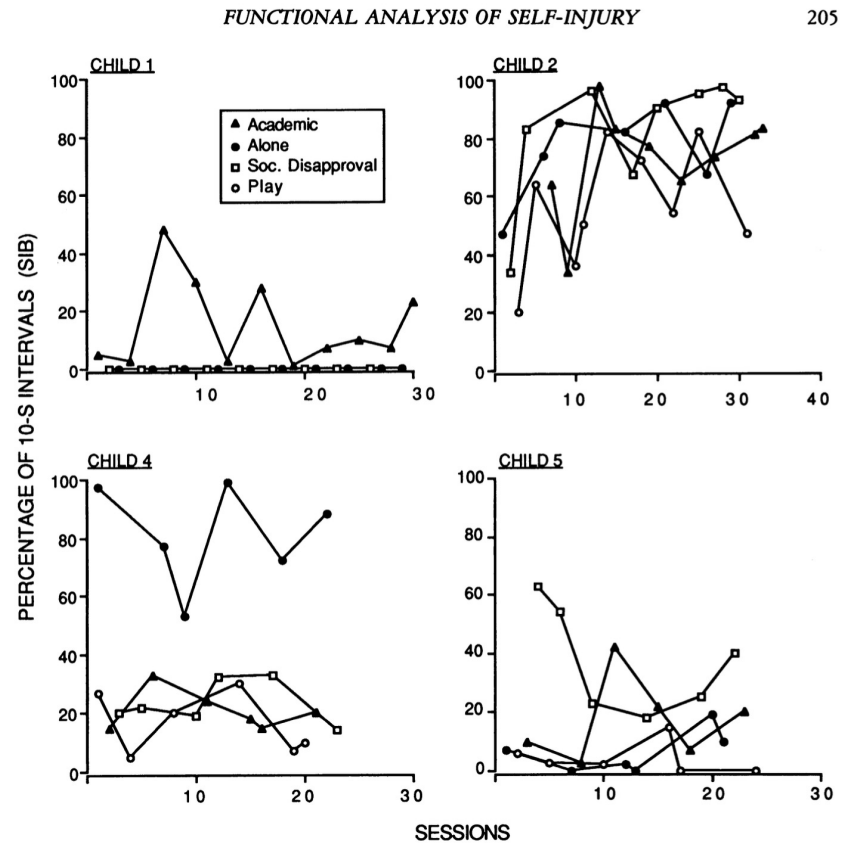 FUNCTIONAL ANALYSIS OF SELF-INJURY 205
CHILD 1
100
80
60
40
20
0
10 20 30
Academic
Alone
Soc. Disapproval
Play
CHILD 2
100
80
60
40
20
0
10 20 30 40
PERCENTAGE OF 10-S INTERVALS (SIB)
CHILD 4
100
80
60
40
20
0
10 20 30
CHILD 5
100
80
60
40
20
0
10 20 30
SESSIONS